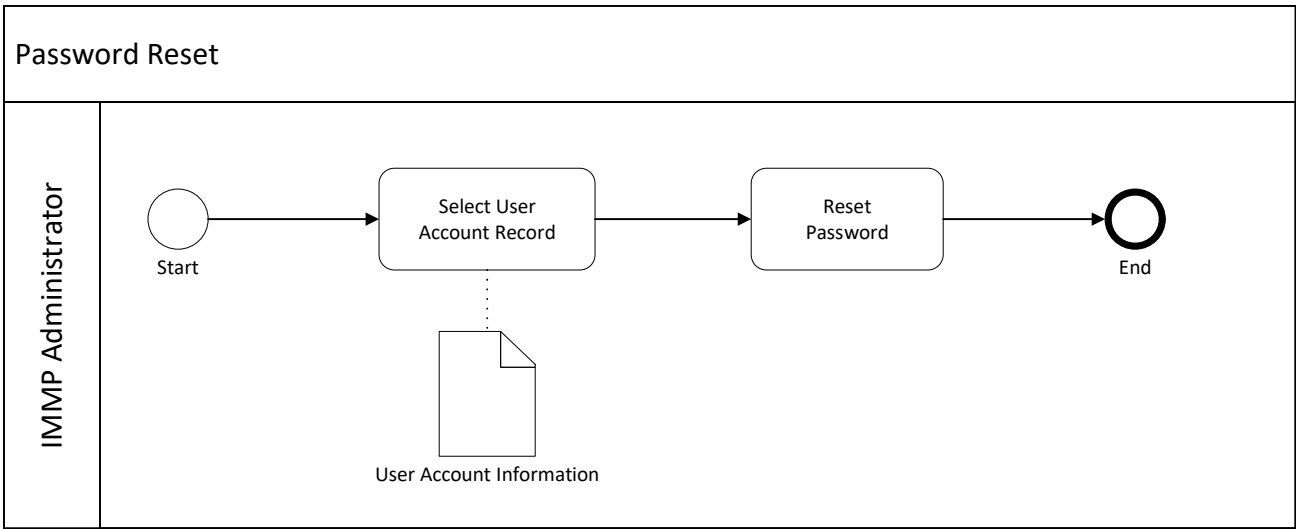 Password Reset
IMMP Administrator
Start
Select User
Account Record
Reset
Password
End
User Account Information